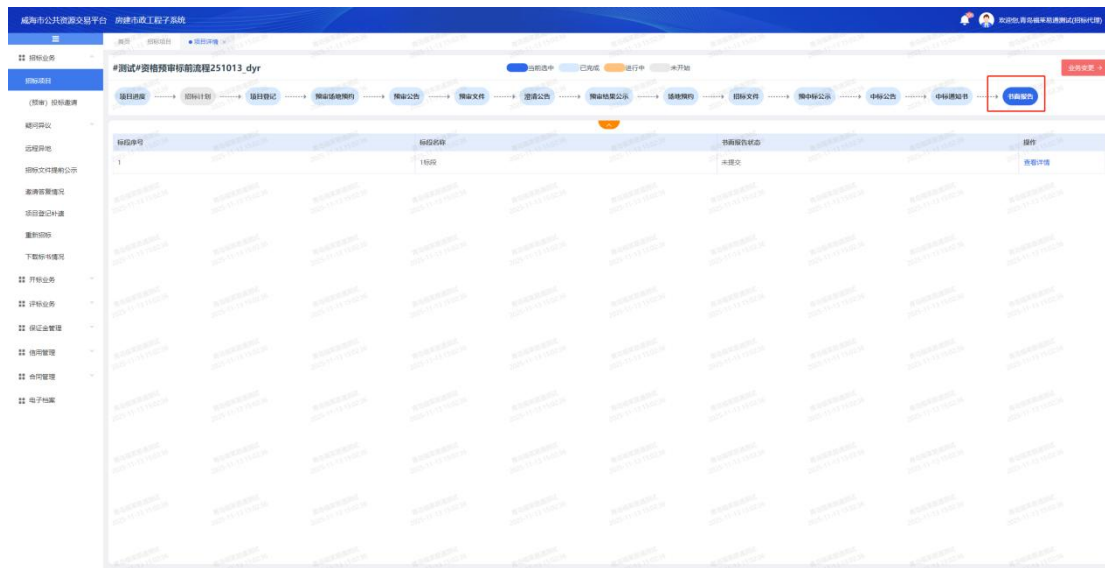 威海市公共资源交易平台 房建市政工程子系统
欢迎您,青岛福莱易通测试(招标代理)
首页 招标项目 项目详情 ×
招标业务
招标项目
(预审) 投标邀请
疑问异议
远程异地
招标文件提前公示
邀请答复情况
项目登记补遗
重新招标
下载标书情况
开标业务
评标业务
保证金管理
信用管理
合同管理
电子档案
#测试#资格预审标前流程251013_dyr
当前选中 已完成 进行中 未开始
业务变更
项目进度 招标计划 项目登记 预审场地预约 预审公告 预审文件 澄清公告 预审结果公示 场地预约 招标文件 预中标公示 中标公告 中标通知书 书面报告
标段序号 标段名称 书面报告状态 操作
1 1标段 未提交 查看详情